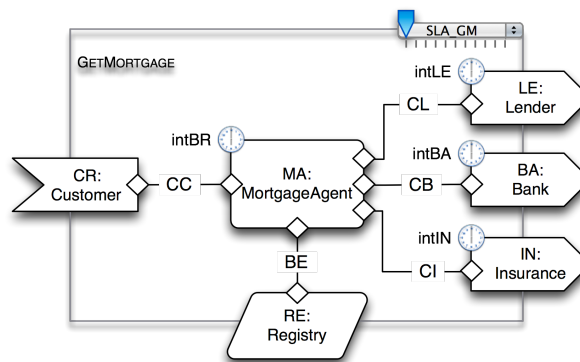 SLA_GM
GETMORTGAGE
intLE
LE:
Lender
CL
intBR
intBA
CR:
Customer
CC
MA:
MortgageAgent
CB
BA:
Bank
intIN
BE
CI
IN:
Insurance
RE:
Registry